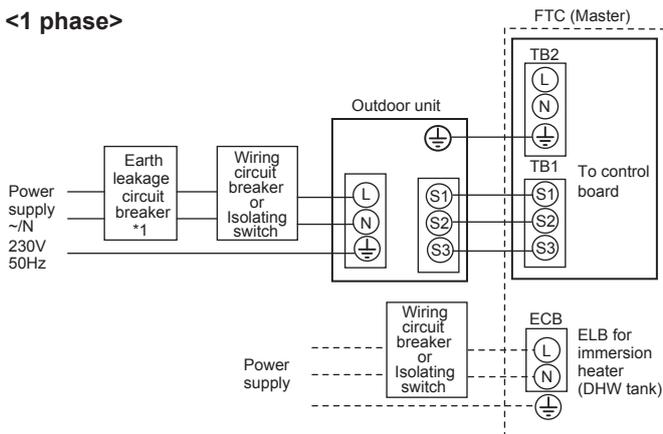 <1 phase>
FTC (Master)
TB2
L
N
Outdoor unit
TB1
To control
board
Earth
leakage
circuit
breaker
*1
Wiring
circuit
breaker
or
Isolating
switch
Power
supply
~/N
230V
50Hz
L
N
S1
S2
S3
S1
S2
S3
Wiring
circuit
breaker
or
Isolating
switch
Power
supply
ECB
L
N
ELB for
immersion
heater
(DHW tank)